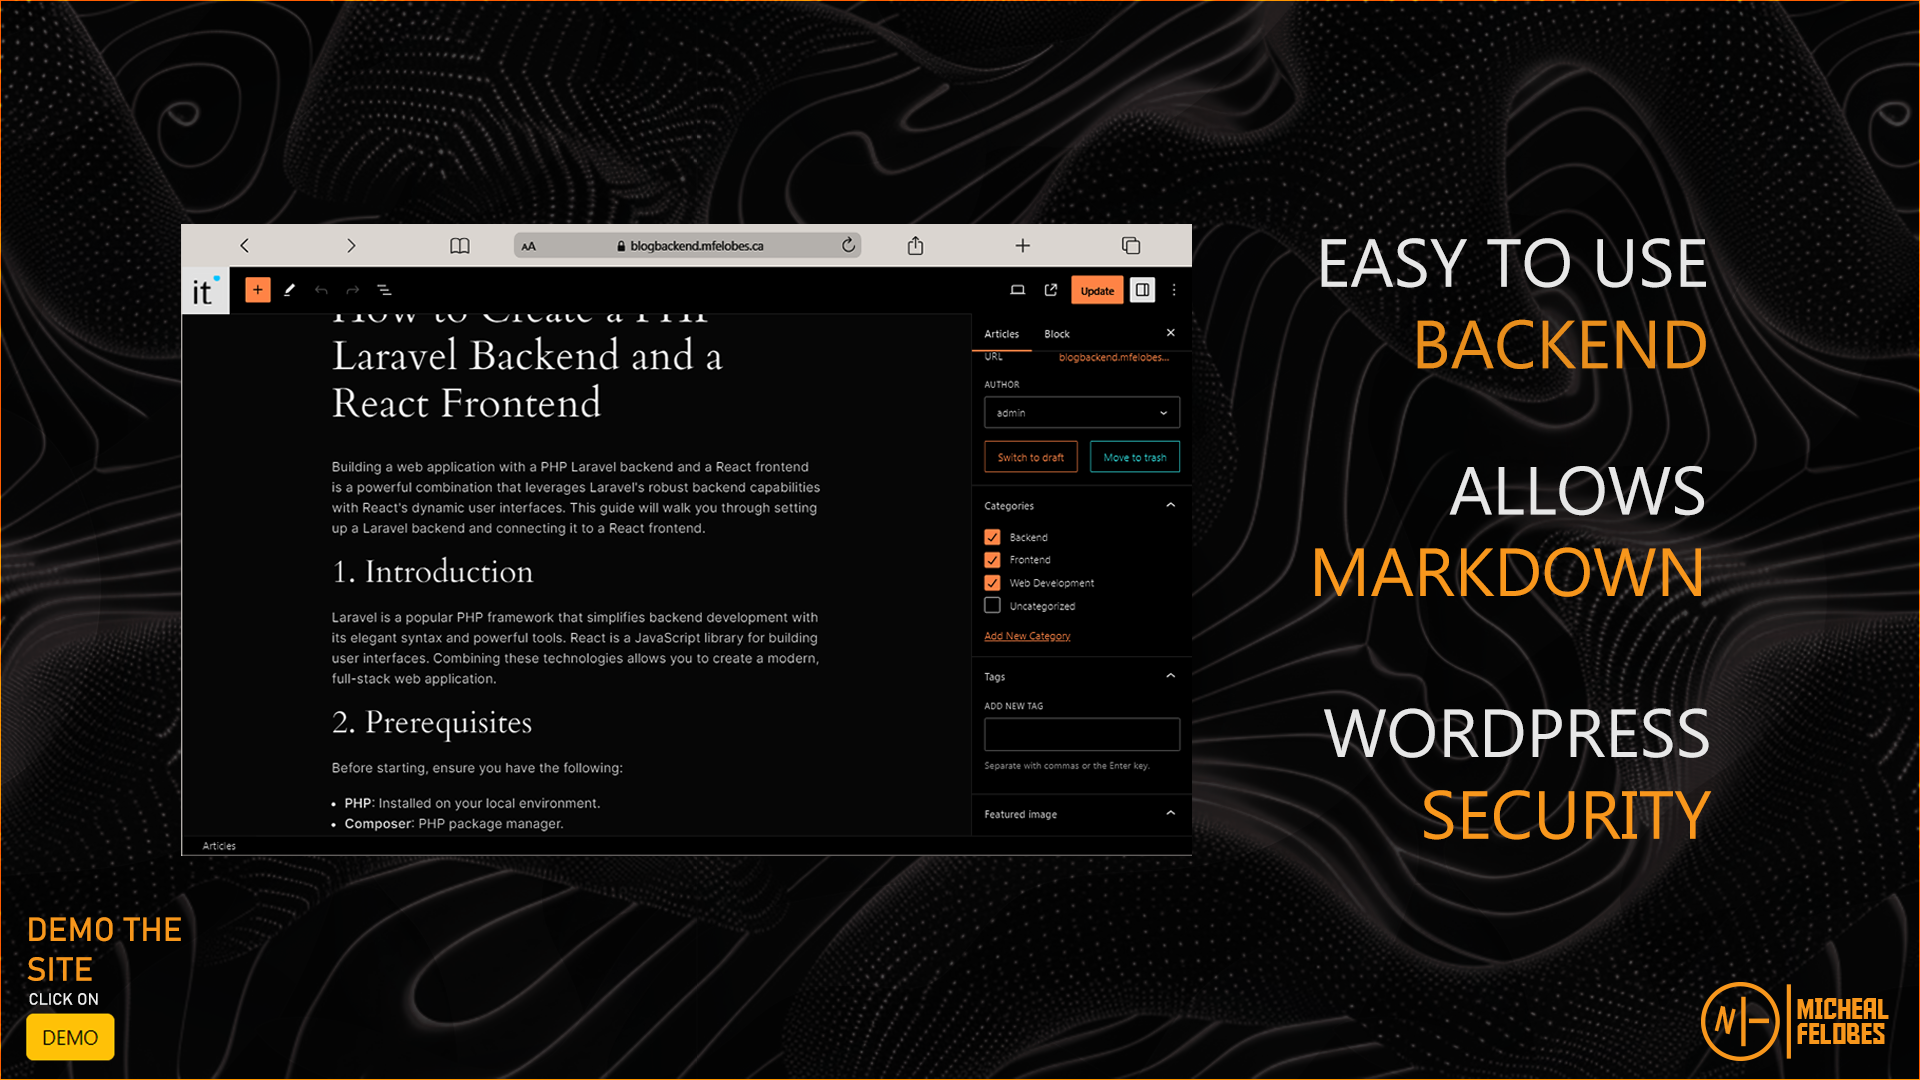 AA blogbackend.mfelobes.ca
it
Update
How to Create a PHP
Laravel Backend and a
React Frontend
Building a web application with a PHP Laravel backend and a React frontend
is a powerful combination that leverages Laravel's robust backend capabilities
with React's dynamic user interfaces. This guide will walk you through setting
up a Laravel backend and connecting it to a React frontend.
1. Introduction
Laravel is a popular PHP framework that simplifies backend development with
its elegant syntax and powerful tools. React is a JavaScript library for building
user interfaces. Combining these technologies allows you to create a modern,
full-stack web application.
2. Prerequisites
Before starting, ensure you have the following:
• PHP: Installed on your local environment.
• Composer: PHP package manager.
Articles
Articles Block
URL blogbackend.mfelobes...
AUTHOR
admin
Switch to draft Move to trash
Categories
Backend
Frontend
Web Development
Uncategorized
Add New Category
Tags
ADD NEW TAG
Separate with commas or the Enter key.
Featured image
EASY TO USE
BACKEND
ALLOWS
MARKDOWN
WORDPRESS
SECURITY
DEMO THE
SITE
CLICK ON
DEMO
MICHEAL
FELOBES